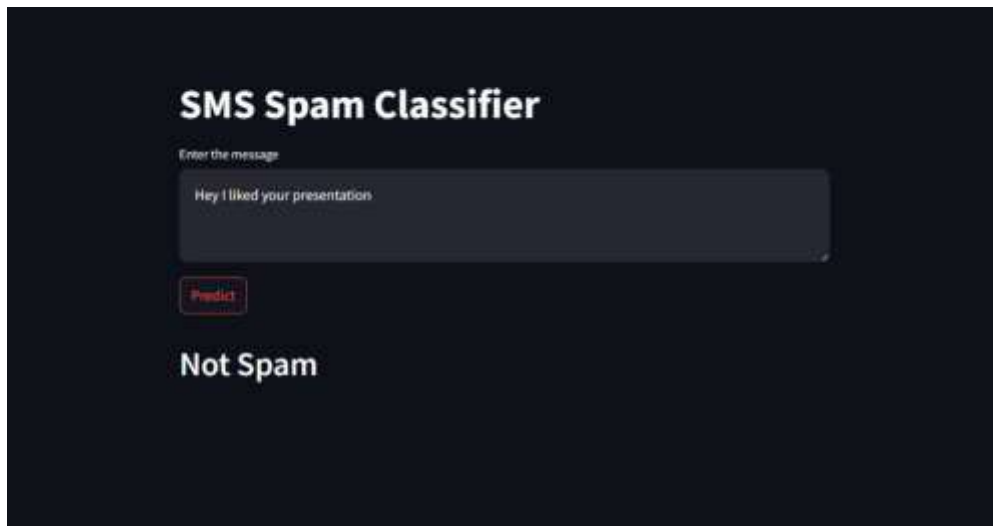 SMS Spam Classifier
Enter the message
Hey I liked your presentation
Predict
Not Spam